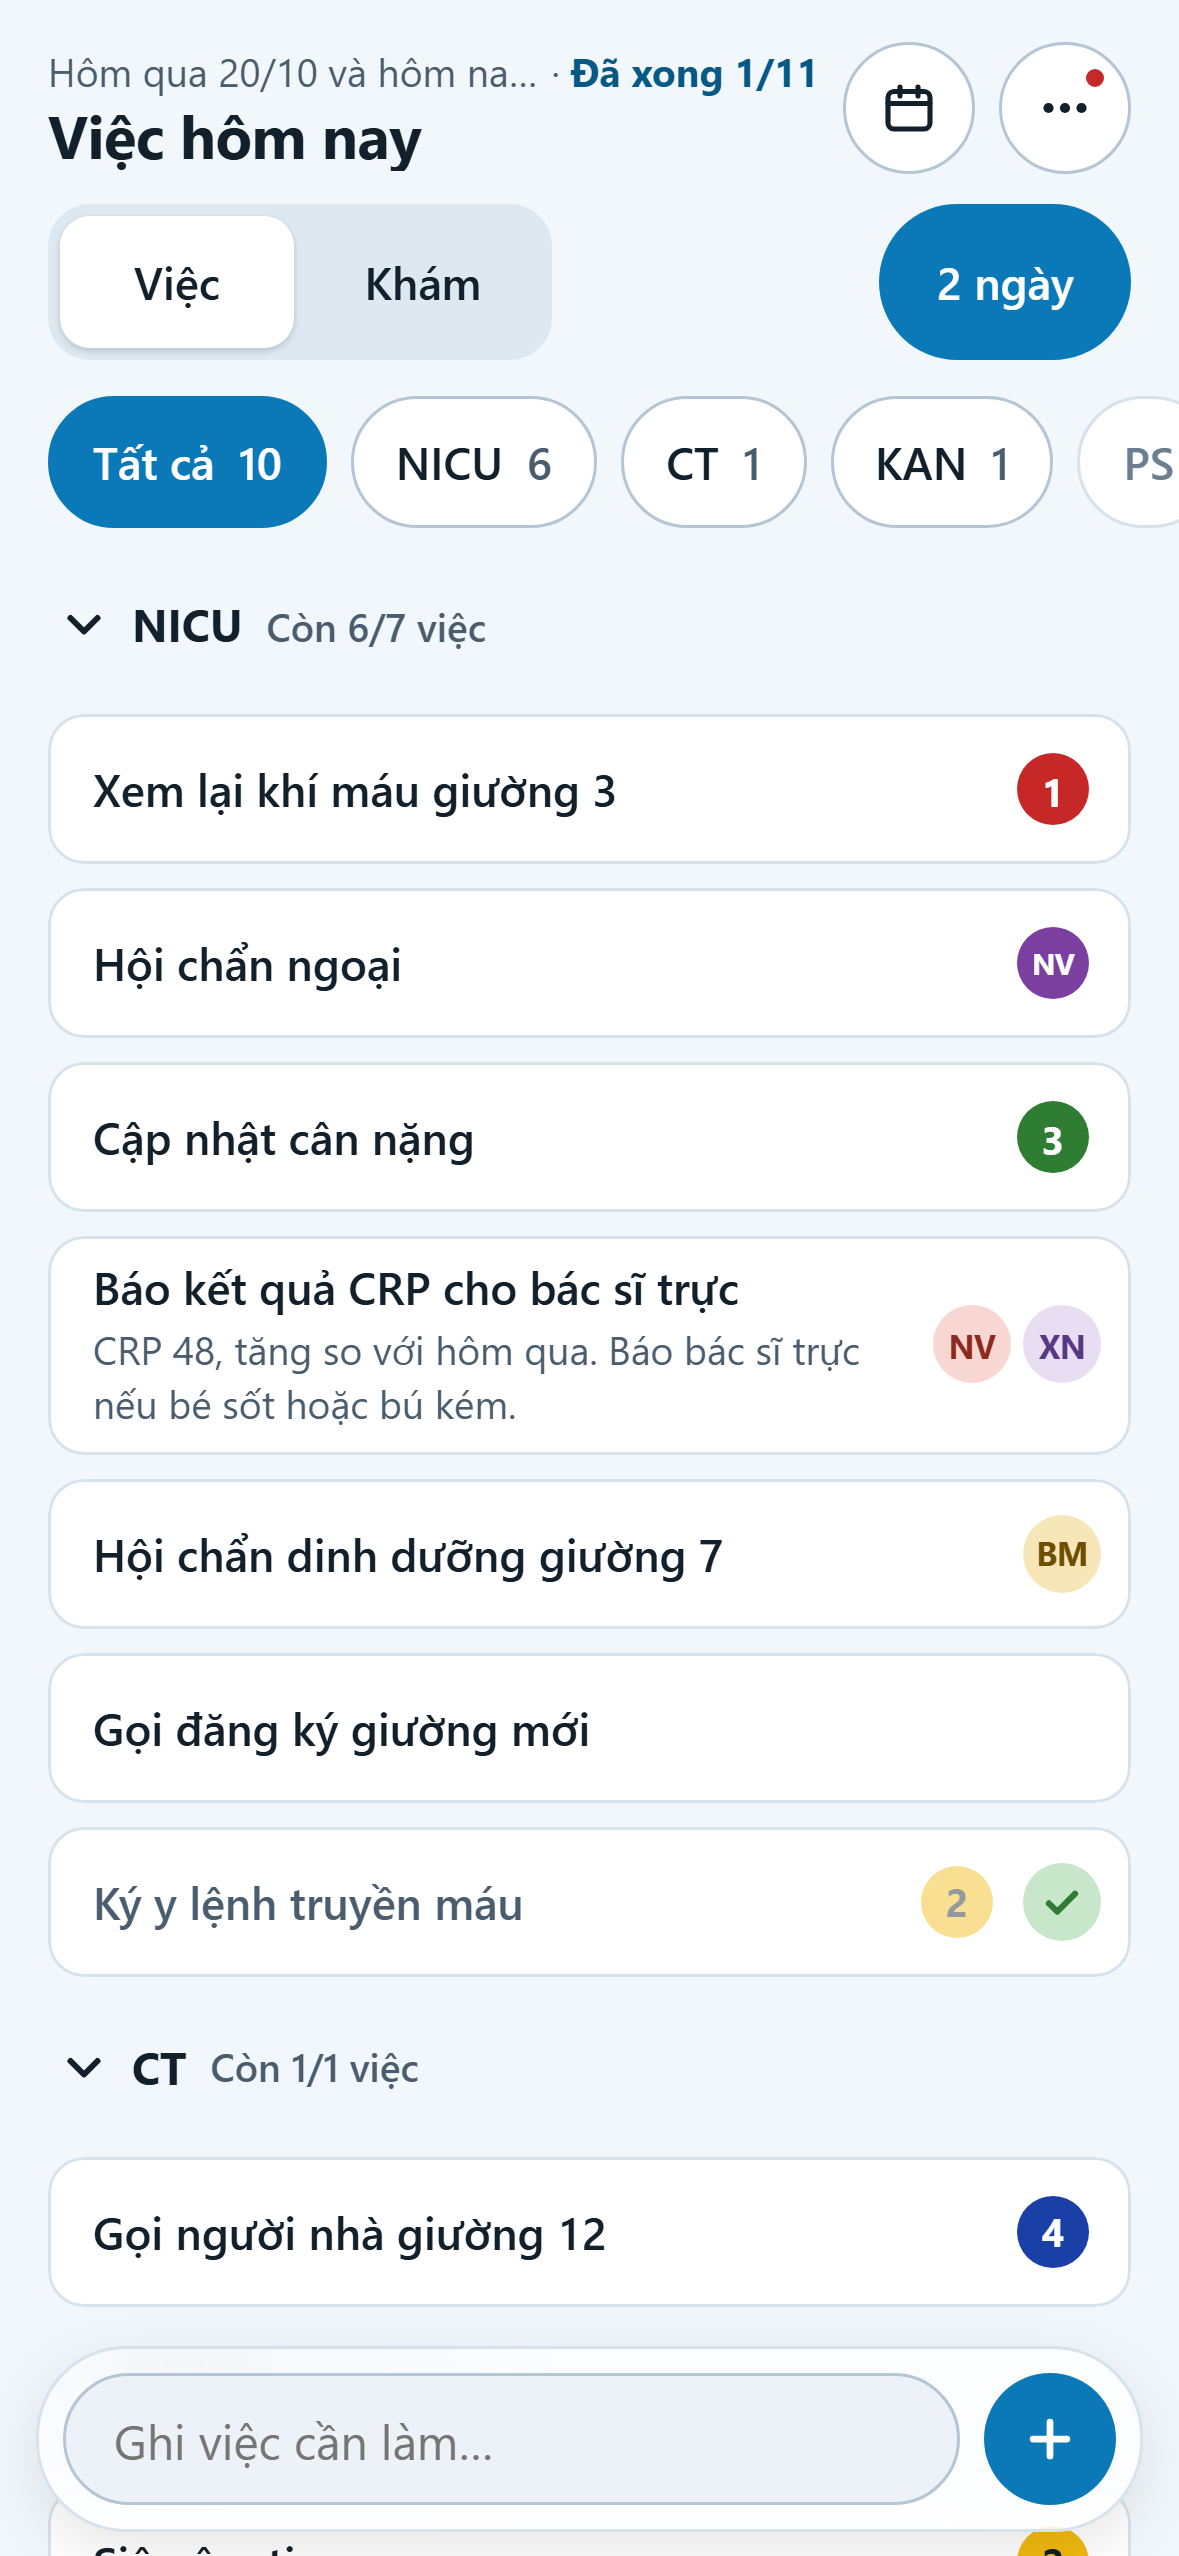 Hôm qua 20/10 và hôm na... · Đã xong 1/11
Việc hôm nay
Việc
Khám
2 ngày
Tất cả 10
NICU 6
CT 1
KAN 1
PS
NICU Còn 6/7 việc
Xem lại khí máu giường 3
1
Hội chẩn ngoại
NV
Cập nhật cân nặng
3
Báo kết quả CRP cho bác sĩ trực
CRP 48, tăng so với hôm qua. Báo bác sĩ trực
nếu bé sốt hoặc bú kém.
NV XN
Hội chẩn dinh dưỡng giường 7
BM
Gọi đăng ký giường mới
Ký y lệnh truyền máu
2
CT Còn 1/1 việc
Gọi người nhà giường 12
4
Ghi việc cần làm...